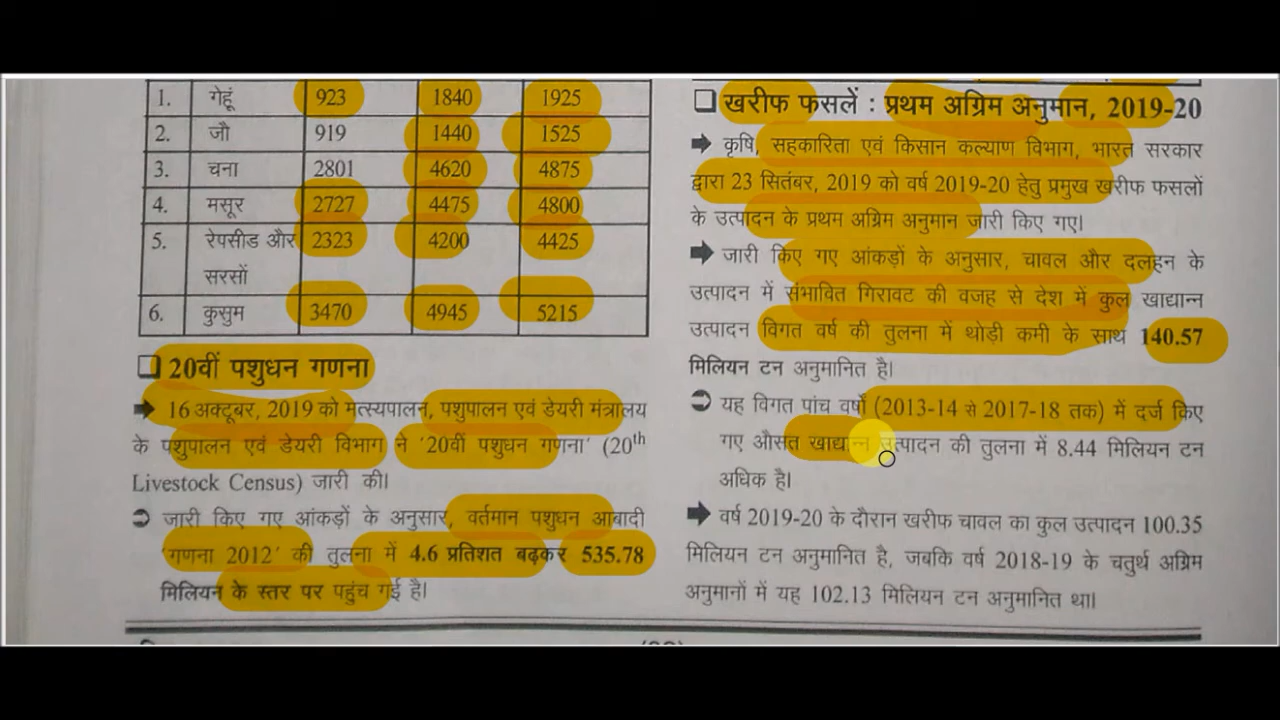 1. गेहूं 923 1840 1925
2. जौ 919 1440 1525
3. चना 2801 4620 4875
4. मसूर 2727 4475 4800
5. रेपसीड और 2323 4200 4425
सरसों
6. कुसुम 3470 4945 5215
❑ 20वीं पशुधन गणना
➡ 16 अक्टूबर, 2019 को मत्स्यपालन, पशुपालन एवं डेयरी मंत्रालय
के पशुपालन एवं डेयरी विभाग ने '20वीं पशुधन गणना' (20th
Livestock Census) जारी की।
➲ जारी किए गए आंकड़ों के अनुसार, वर्तमान पशुधन आबादी
'गणना 2012' की तुलना में 4.6 प्रतिशत बढ़कर 535.78
मिलियन के स्तर पर पहुंच गई है।
❑ खरीफ फसलें : प्रथम अग्रिम अनुमान, 2019-20
➡ कृषि, सहकारिता एवं किसान कल्याण विभाग, भारत सरकार
द्वारा 23 सितंबर, 2019 को वर्ष 2019-20 हेतु प्रमुख खरीफ फसलों
के उत्पादन के प्रथम अग्रिम अनुमान जारी किए गए।
➡ जारी किए गए आंकड़ों के अनुसार, चावल और दलहन के
उत्पादन में संभावित गिरावट की वजह से देश में कुल खाद्यान्न
उत्पादन विगत वर्ष की तुलना में थोड़ी कमी के साथ 140.57
मिलियन टन अनुमानित है।
➲ यह विगत पांच वर्षों (2013-14 से 2017-18 तक) में दर्ज किए
गए औसत खाद्यान्न उत्पादन की तुलना में 8.44 मिलियन टन
अधिक है।
➡ वर्ष 2019-20 के दौरान खरीफ चावल का कुल उत्पादन 100.35
मिलियन टन अनुमानित है, जबकि वर्ष 2018-19 के चतुर्थ अग्रिम
अनुमानों में यह 102.13 मिलियन टन अनुमानित था।